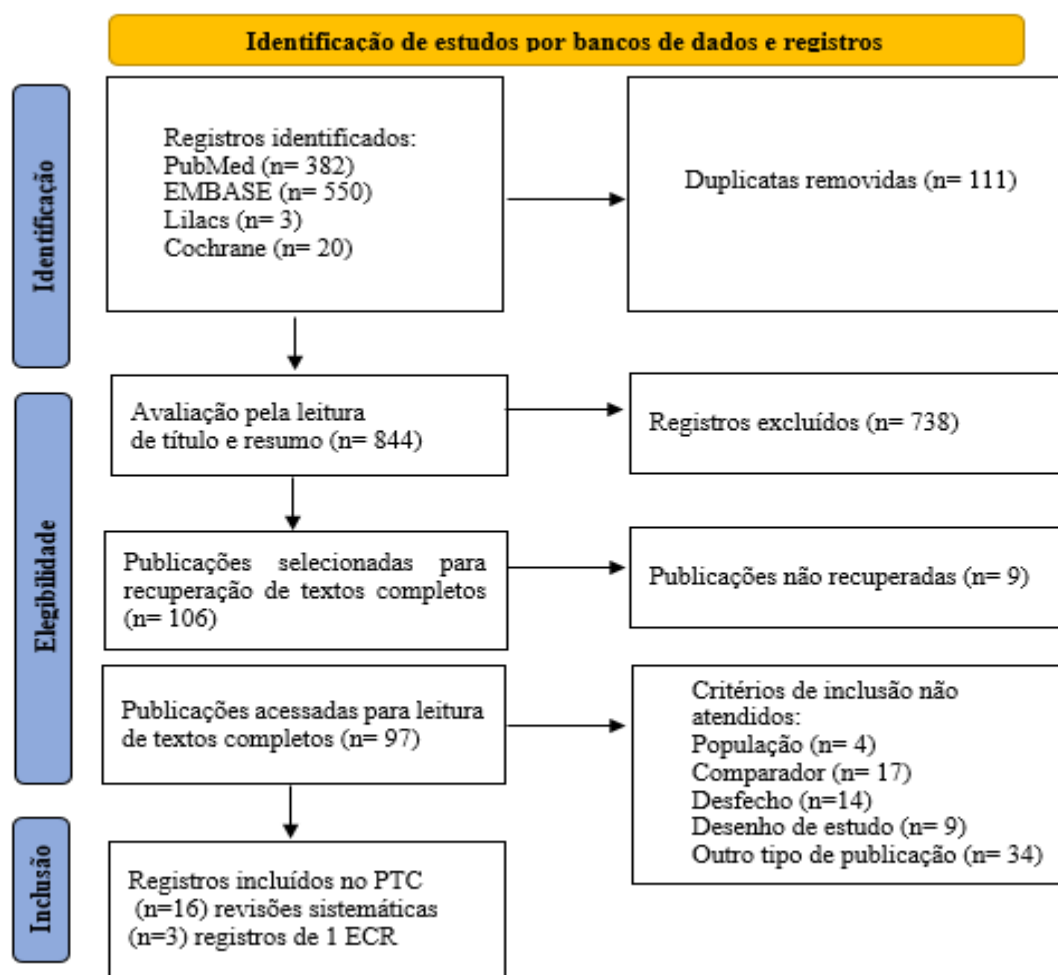 Identificação de estudos por bancos de dados e registros
Identificação
Registros identificados:
PubMed (n= 382)
EMBASE (n= 550)
Lilacs (n= 3)
Cochrane (n= 20)
Duplicatas removidas (n= 111)
Elegibilidade
Avaliação pela leitura
de título e resumo (n= 844)
Registros excluídos (n= 738)
Publicações selecionadas para
recuperação de textos completos
(n= 106)
Publicações não recuperadas (n= 9)
Publicações acessadas para leitura
de textos completos (n= 97)
Critérios de inclusão não
atendidos:
População (n= 4)
Comparador (n= 17)
Desfecho (n=14)
Desenho de estudo (n= 9)
Outro tipo de publicação (n= 34)
Inclusão
Registros incluídos no PTC
(n=16) revisões sistemáticas
(n=3) registros de 1 ECR